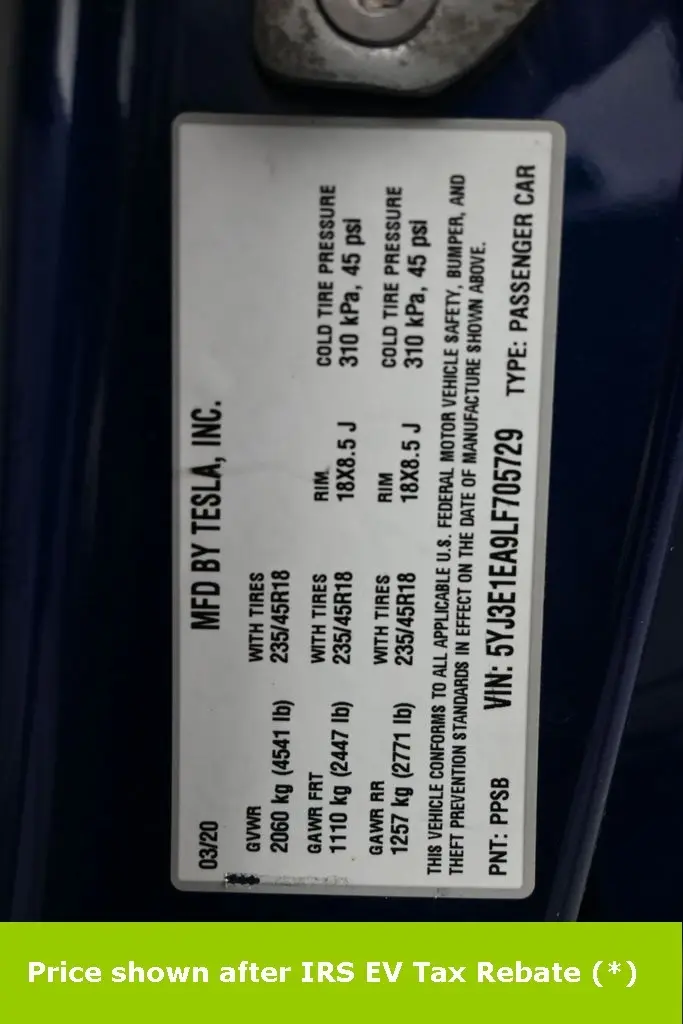 03/20 MFD BY TESLA, INC.
GVWR WITH TIRES
2060 kg (4541 lb) 235/45R18
GAWR FRT WITH TIRES RIM COLD TIRE PRESSURE
1110 kg (2447 lb) 235/45R18 18X8.5 J 310 kPa, 45 psi
GAWR RR WITH TIRES RIM COLD TIRE PRESSURE
1257 kg (2771 lb) 235/45R18 18X8.5 J 310 kPa, 45 psi
THIS VEHICLE CONFORMS TO ALL APPLICABLE U.S. FEDERAL MOTOR VEHICLE SAFETY, BUMPER, AND
THEFT PREVENTION STANDARDS IN EFFECT ON THE DATE OF MANUFACTURE SHOWN ABOVE.
PNT: PPSB VIN: 5YJ3E1EA9LF705729 TYPE: PASSENGER CAR
Price shown after IRS EV Tax Rebate (*)